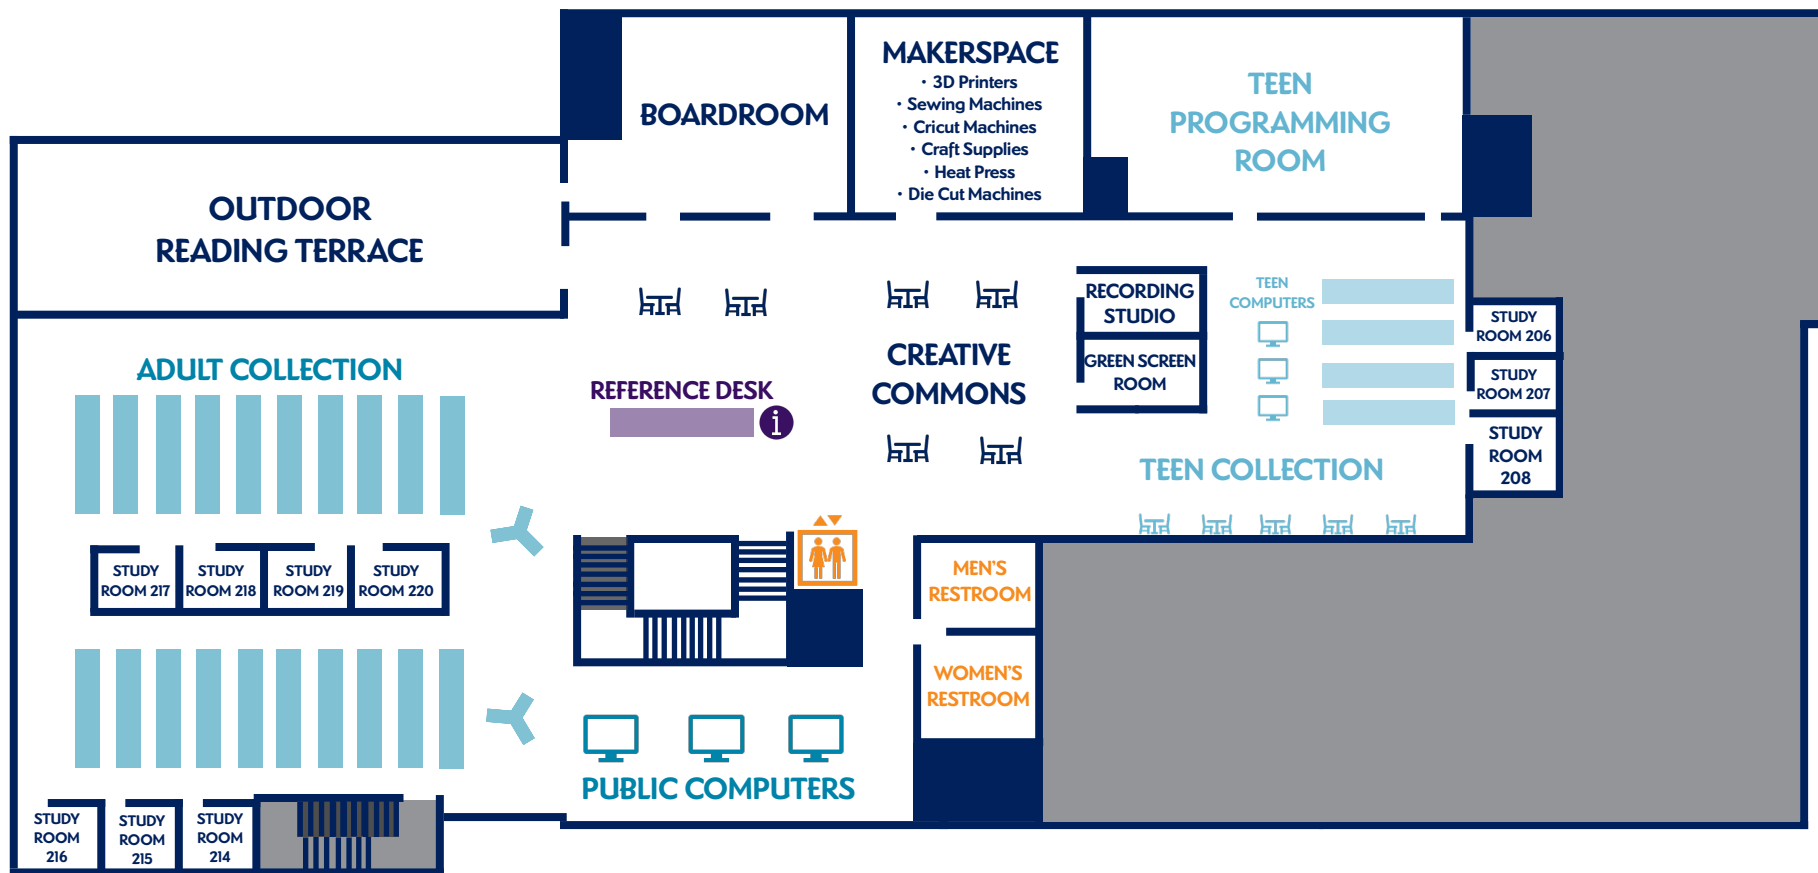 BOARDROOM
MAKERSPACE
• 3D Printers
• Sewing Machines
• Cricut Machines
• Craft Supplies
• Heat Press
• Die Cut Machines
TEEN
PROGRAMMING
ROOM
OUTDOOR
READING TERRACE
RECORDING
STUDIO
GREEN SCREEN
ROOM
TEEN
COMPUTERS
STUDY
ROOM 206
STUDY
ROOM 207
STUDY
ROOM
208
ADULT COLLECTION
REFERENCE DESK
i
CREATIVE
COMMONS
TEEN COLLECTION
STUDY
ROOM 217
STUDY
ROOM 218
STUDY
ROOM 219
STUDY
ROOM 220
MEN'S
RESTROOM
WOMEN'S
RESTROOM
PUBLIC COMPUTERS
STUDY
ROOM
216
STUDY
ROOM
215
STUDY
ROOM
214